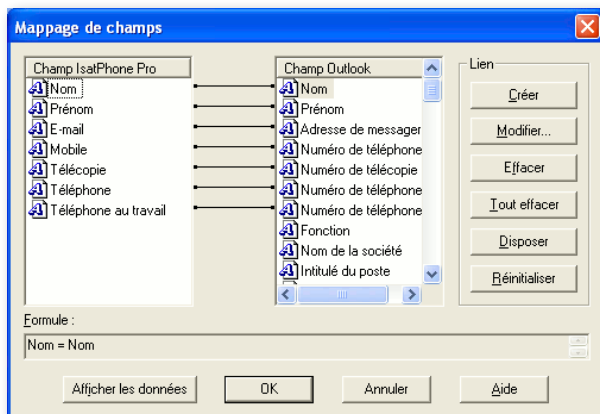 Mappage de champs
Champ IsatPhone Pro
Nom
Prénom
E-mail
Mobile
Télécopie
Téléphone
Téléphone au travail
Champ Outlook
Nom
Prénom
Adresse de messager
Numéro de téléphone
Numéro de télécopie
Numéro de téléphone
Numéro de téléphone
Fonction
Nom de la société
Intitulé du poste
Lien
Créer
Modifier...
Effacer
Tout effacer
Disposer
Réinitialiser
Formule :
Nom = Nom
Afficher les données
OK
Annuler
Aide